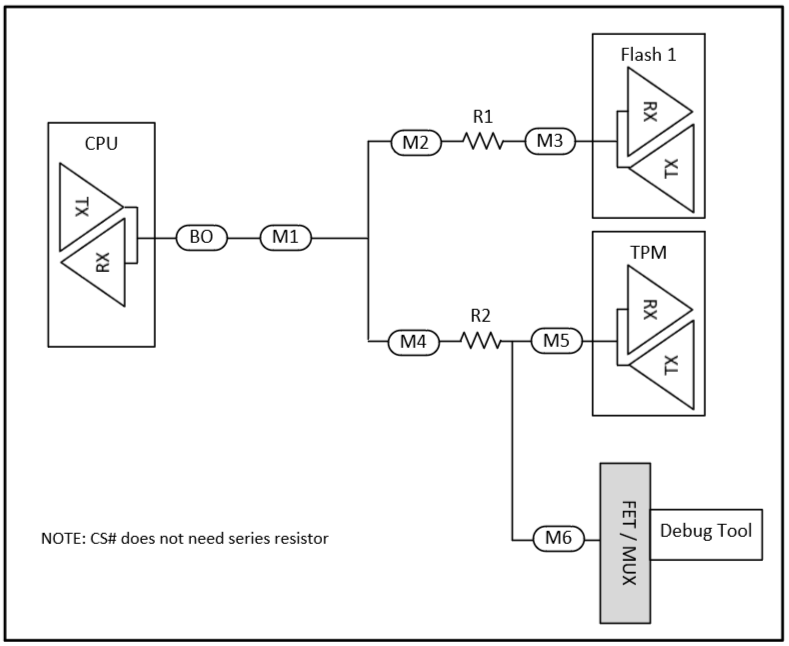 Flash 1
R1
RX
M2
M3
CPU
TX
TX
BO
M1
RX
TPM
R2
RX
M4
M5
TX
FET / MUX
Debug Tool
M6
NOTE: CS# does not need series resistor